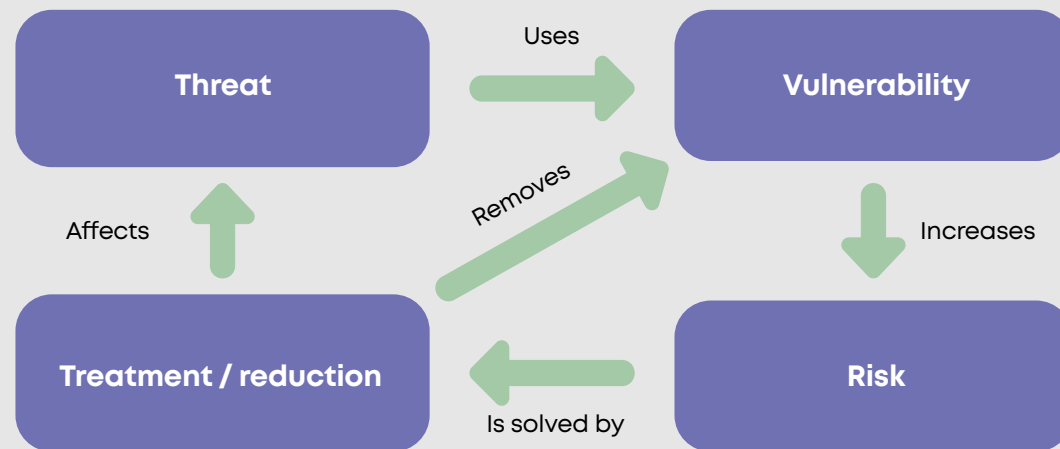 Uses
Threat
Vulnerability
Removes
Affects
Increases
Treatment / reduction
Risk
Is solved by